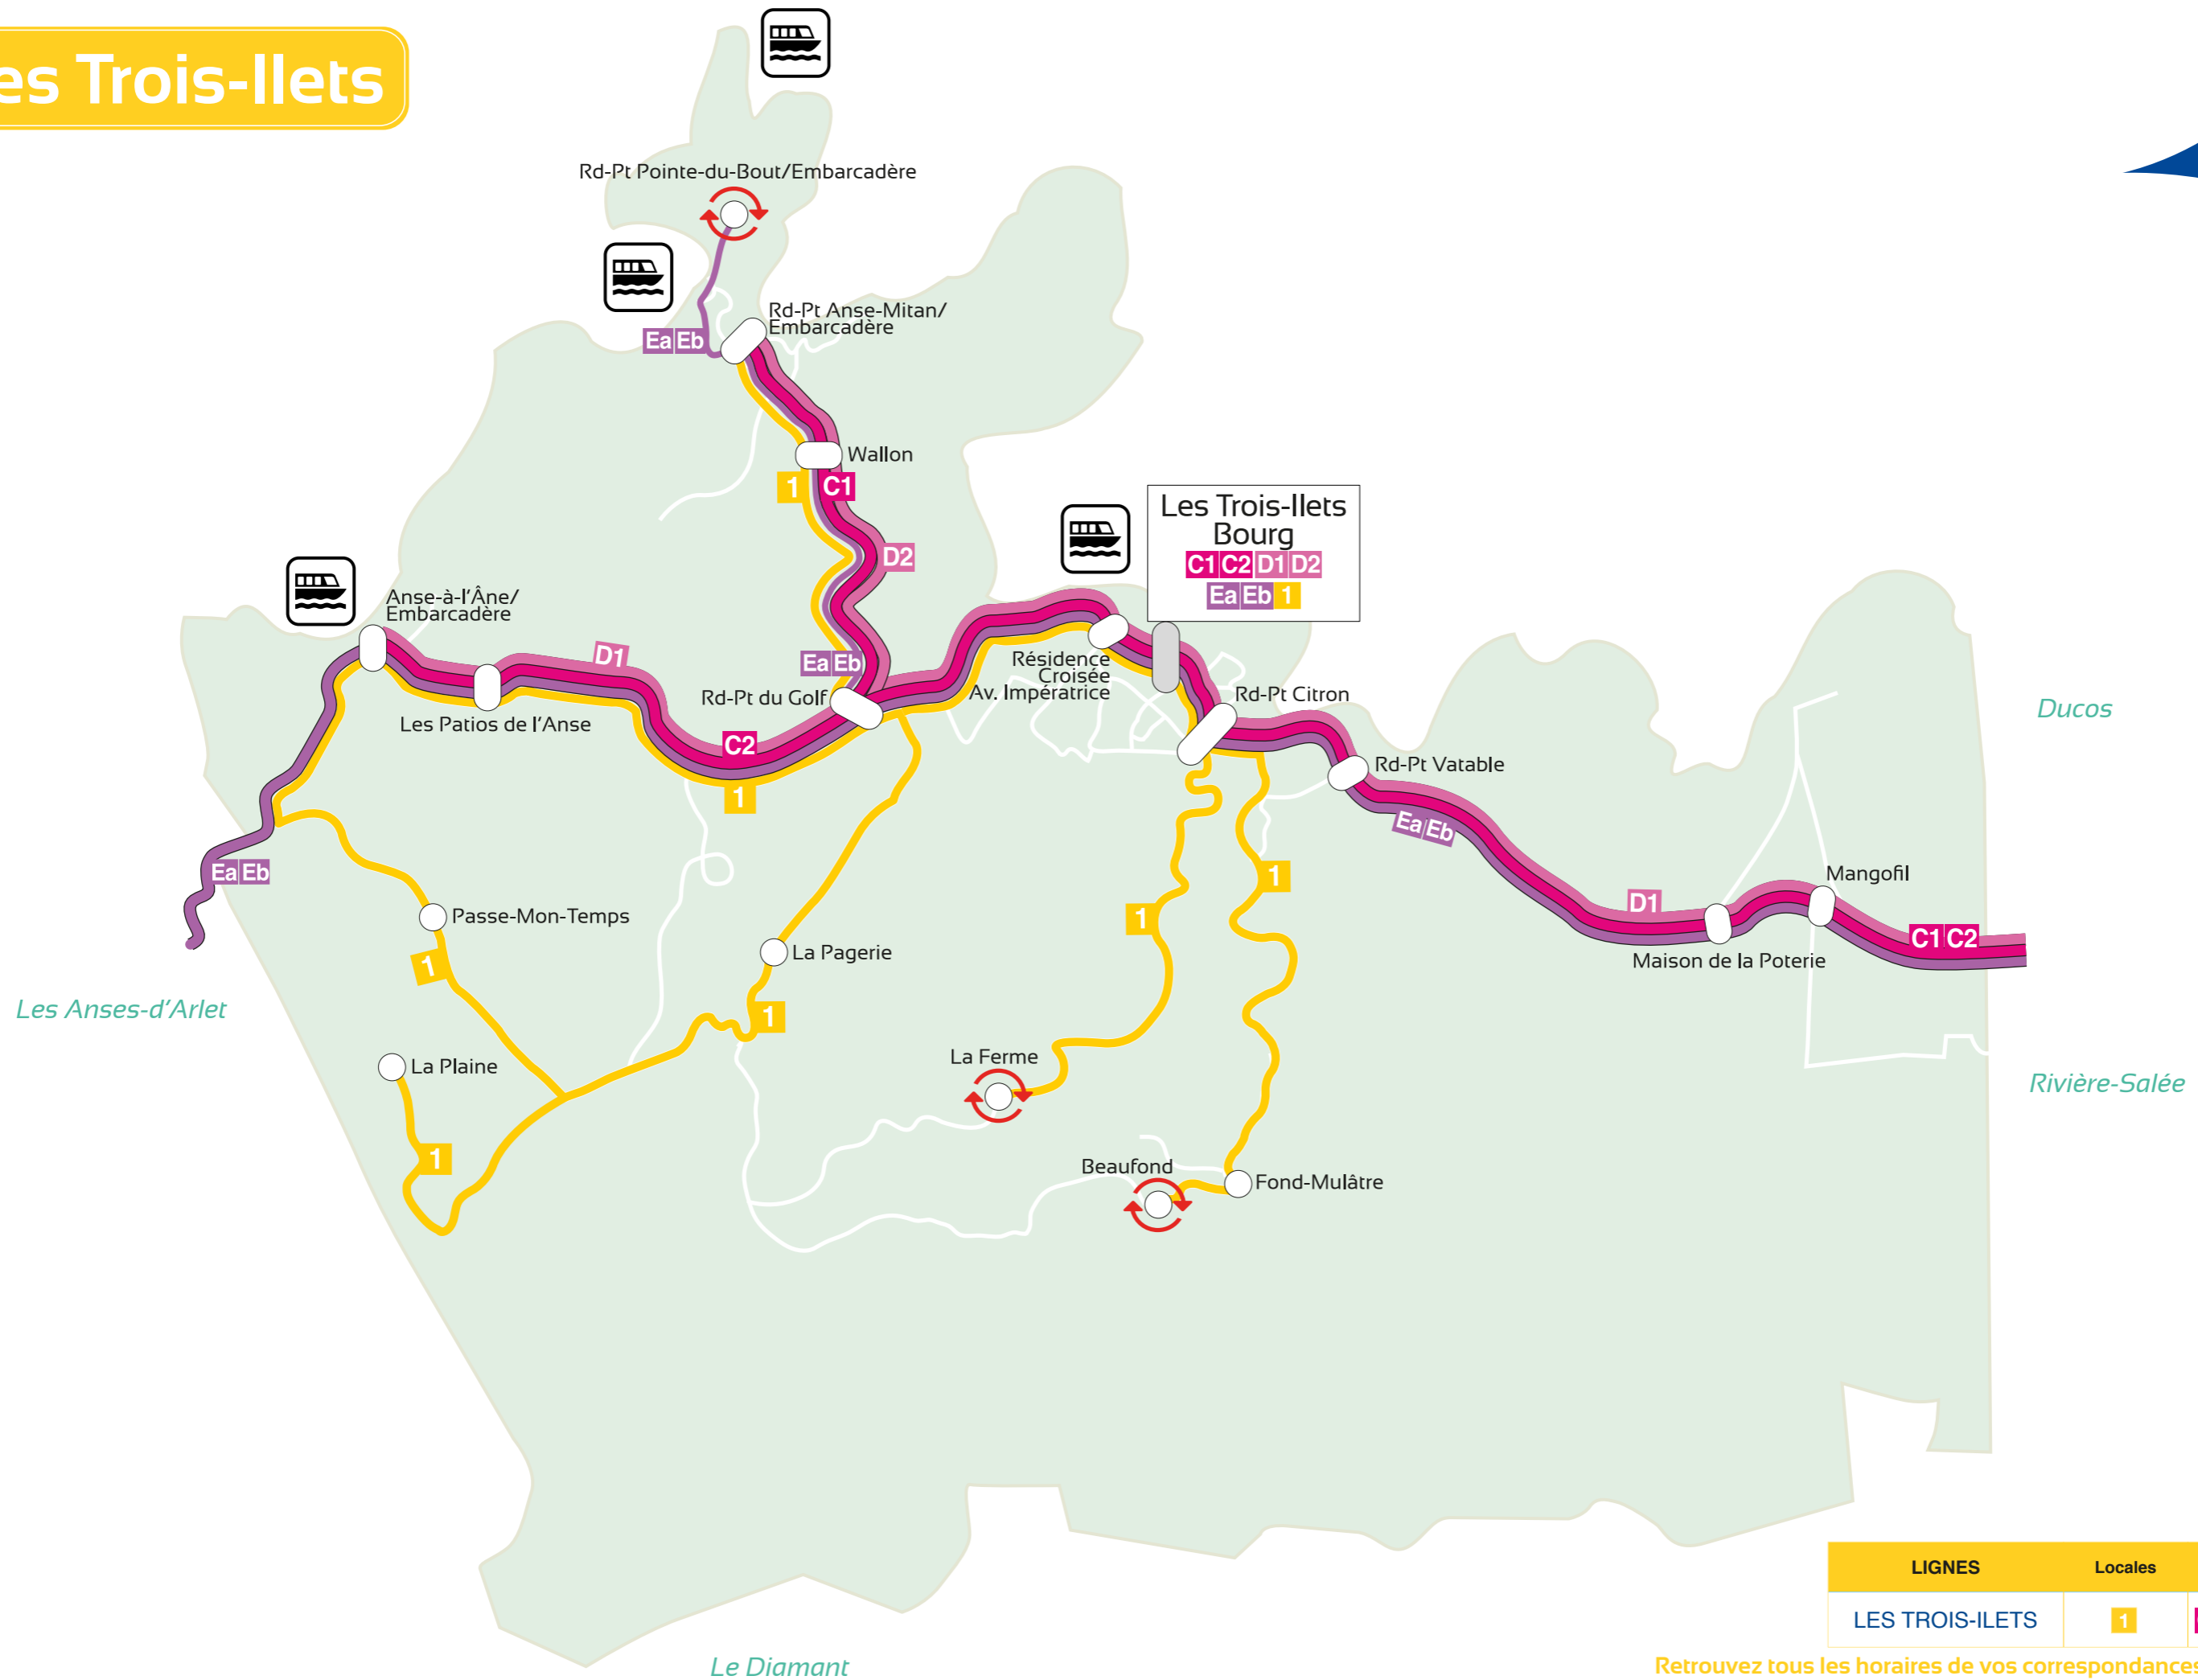 es Trois-Ilets
Rd-Pt Pointe-du-Bout/Embarcadère
Rd-Pt Anse-Mitan/
Embarcadère
Ea Eb
Wallon
1 C1
D2
Les Trois-Ilets
Bourg
C1 C2 D1 D2
Ea Eb 1
Anse-à-l'Âne/
Embarcadère
D1
Ea Eb
Résidence
Croisée
Av. Impératrice
Rd-Pt du Golf
Rd-Pt Citron
Les Patios de l'Anse
C2
1
Ducos
Rd-Pt Vatable
Ea Eb
Ea Eb
1
Mangofil
D1
Passe-Mon-Temps
1
C1 C2
La Pagerie
Maison de la Poterie
1
Les Anses-d'Arlet
1
La Ferme
La Plaine
Rivière-Salée
1
Beaufond
Fond-Mulâtre
LIGNES Locales
LES TROIS-ILETS 1
Le Diamant
Retrouvez tous les horaires de vos correspondances